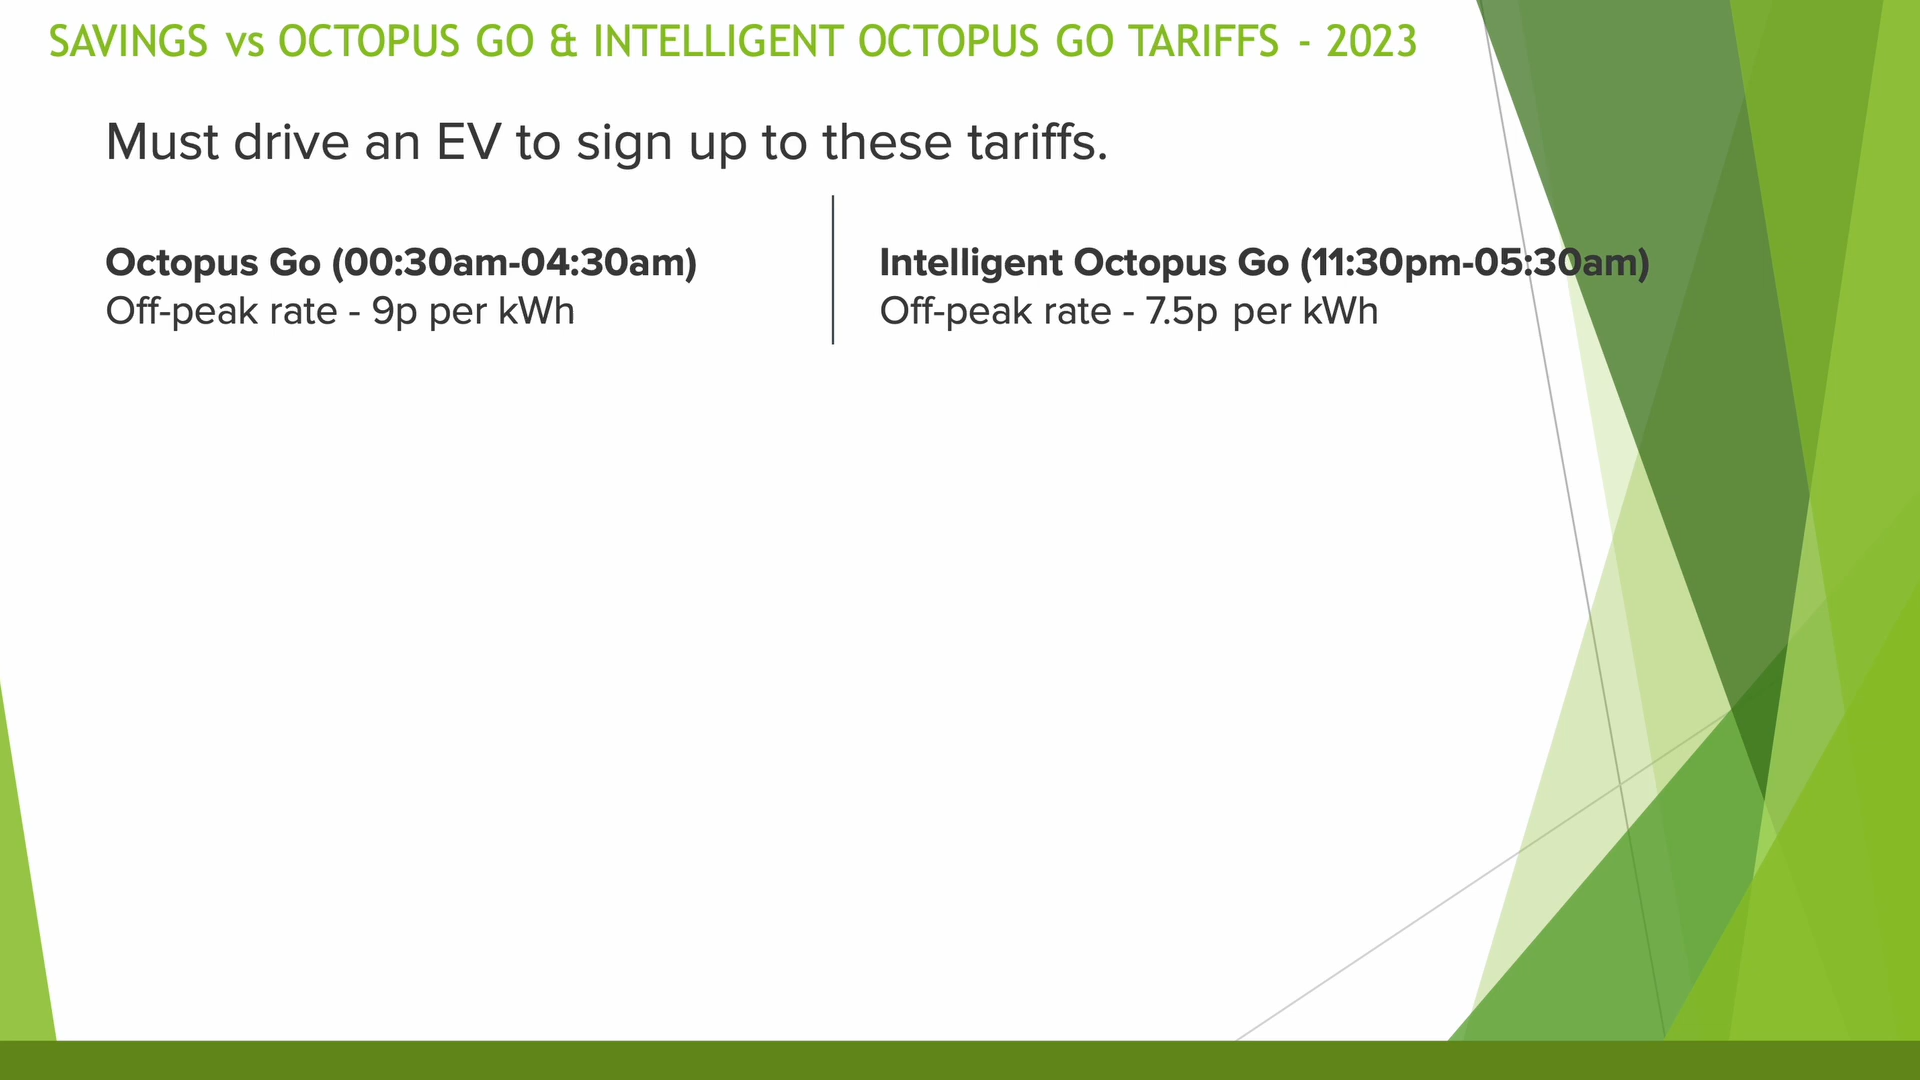 SAVINGS vs OCTOPUS GO & INTELLIGENT OCTOPUS GO TARIFFS - 2023
Must drive an EV to sign up to these tariffs.
Octopus Go (00:30am-04:30am)
Off-peak rate - 9p per kWh
Intelligent Octopus Go (11:30pm-05:30am)
Off-peak rate - 7.5p per kWh